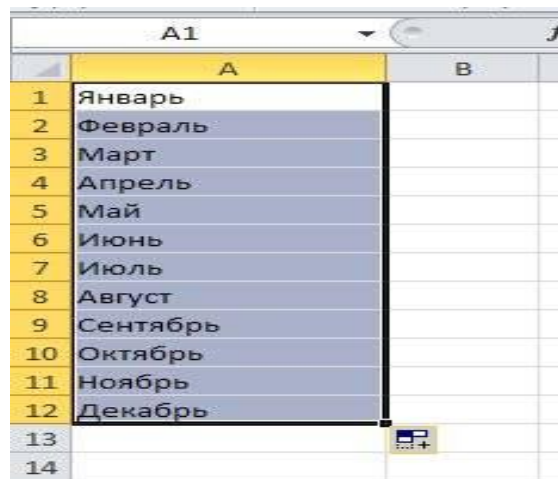 A1
A B
1 Январь
2 Февраль
3 Март
4 Апрель
5 Май
6 Июнь
7 Июль
8 Август
9 Сентябрь
10 Октябрь
11 Ноябрь
12 Декабрь
13
14